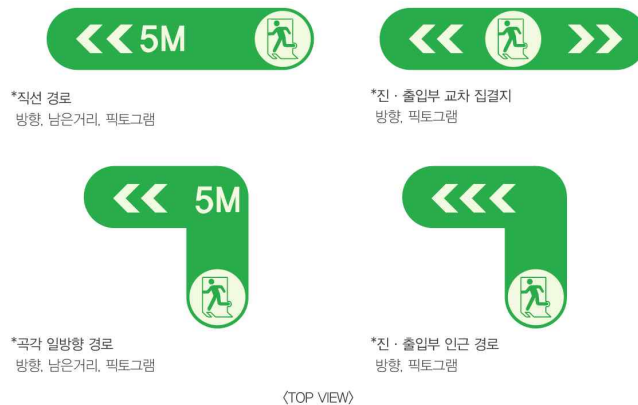 5M
*직선 경로
방향, 남은거리, 픽토그램
*진 · 출입부 교차 집결지
방향, 픽토그램
5M
*곡각 일방향 경로
방향, 남은거리, 픽토그램
*진 · 출입부 인근 경로
방향, 픽토그램
〈TOP VIEW〉